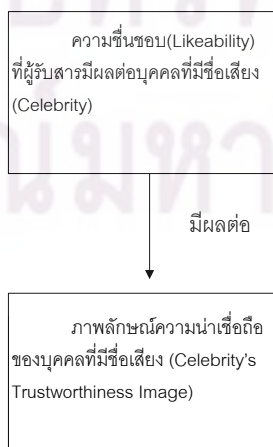 ความชื่นชอบ(Likeability)
ที่ผู้รับสารมีผลต่อบุคคลที่มีชื่อเสียง
(Celebrity)
มีผลต่อ
ภาพลักษณ์ความน่าเชื่อถือ
ของบุคคลที่มีชื่อเสียง (Celebrity's
Trustworthiness Image)